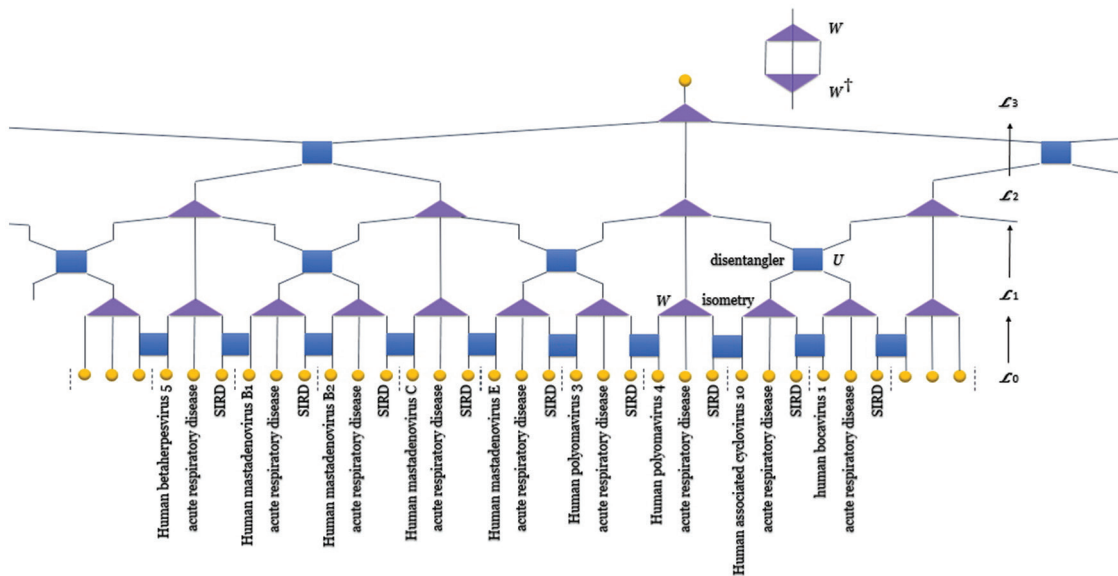 W
W†
ℒ3
ℒ2
disentangler
U
W
isometry
ℒ1
ℒ0
Human betaherpesvirus 5
acute respiratory disease
SIRD
Human mastadenovirus B1
acute respiratory disease
SIRD
Human mastadenovirus B2
acute respiratory disease
SIRD
Human mastadenovirus C
acute respiratory disease
SIRD
Human mastadenovirus E
acute respiratory disease
SIRD
Human polyomavirus 3
acute respiratory disease
SIRD
Human polyomavirus 4
acute respiratory disease
SIRD
Human associated cyclovirus 10
acute respiratory disease
SIRD
human bocavirus 1
acute respiratory disease
SIRD